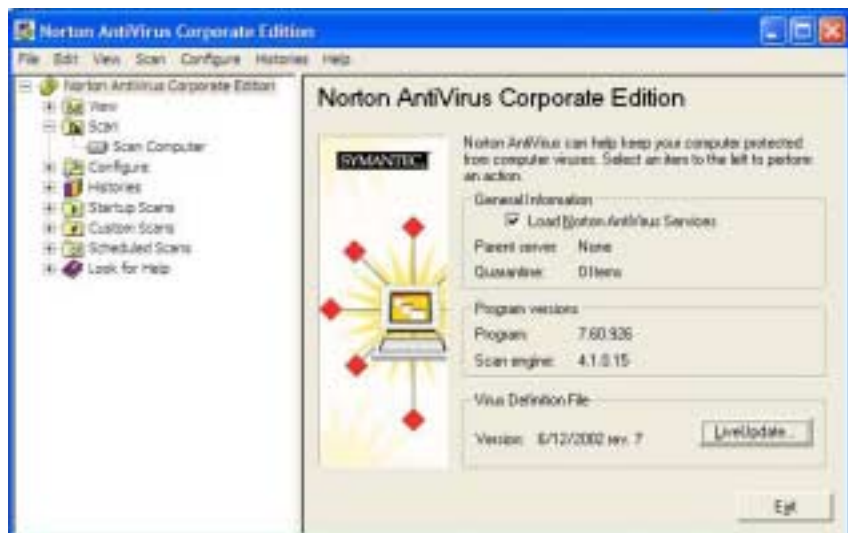 Norton AntiVirus Corporate Edition
File Edit View Scan Configure Histories Help
Norton AntiVirus Corporate Edition
View
Scan
Scan Computer
Configure
Histories
Startup Scans
Custom Scans
Scheduled Scans
Look for Help
Norton AntiVirus Corporate Edition
SYMANTEC.
Norton AntiVirus can help keep your computer protected
from computer viruses. Select an item to the left to perform
an action.
General Information
Load Norton AntiVirus Services
Parent server: None
Quarantine: 0 Items
Program versions
Program: 7.60.926
Scan engine: 4.1.0.15
Virus Definition File
Version: 6/12/2002 rev. 7
LiveUpdate...
Exit